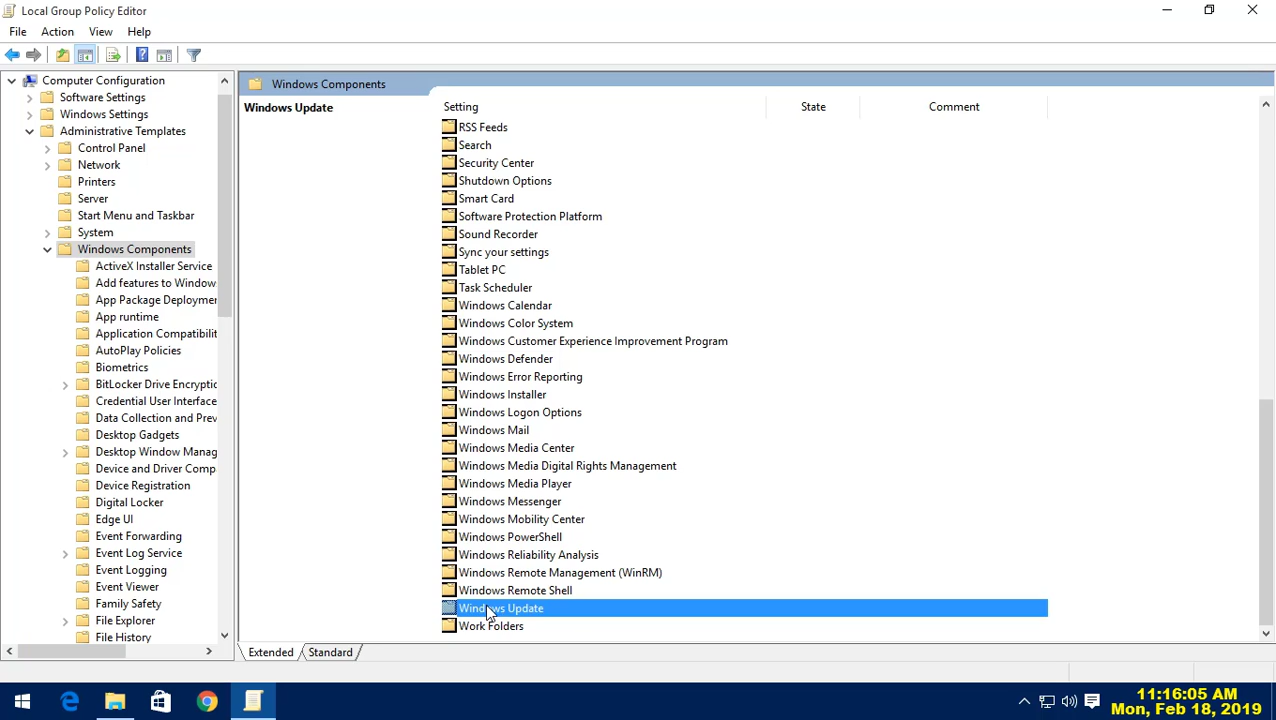 Local Group Policy Editor
File Action View Help
Computer Configuration
Software Settings
Windows Settings
Administrative Templates
Control Panel
Network
Printers
Server
Start Menu and Taskbar
System
Windows Components
ActiveX Installer Service
Add features to Window
App Package Deployme
App runtime
Application Compatibilit
AutoPlay Policies
Biometrics
BitLocker Drive Encryptic
Credential User Interface
Data Collection and Prev
Desktop Gadgets
Desktop Window Manag
Device and Driver Comp
Device Registration
Digital Locker
Edge UI
Event Forwarding
Event Log Service
Event Logging
Event Viewer
Family Safety
File Explorer
File History
Windows Components
Windows Update
Setting State Comment
RSS Feeds
Search
Security Center
Shutdown Options
Smart Card
Software Protection Platform
Sound Recorder
Sync your settings
Tablet PC
Task Scheduler
Windows Calendar
Windows Color System
Windows Customer Experience Improvement Program
Windows Defender
Windows Error Reporting
Windows Installer
Windows Logon Options
Windows Mail
Windows Media Center
Windows Media Digital Rights Management
Windows Media Player
Windows Messenger
Windows Mobility Center
Windows PowerShell
Windows Reliability Analysis
Windows Remote Management (WinRM)
Windows Remote Shell
Windows Update
Work Folders
Extended Standard
11:16:05 AM
Mon, Feb 18, 2019